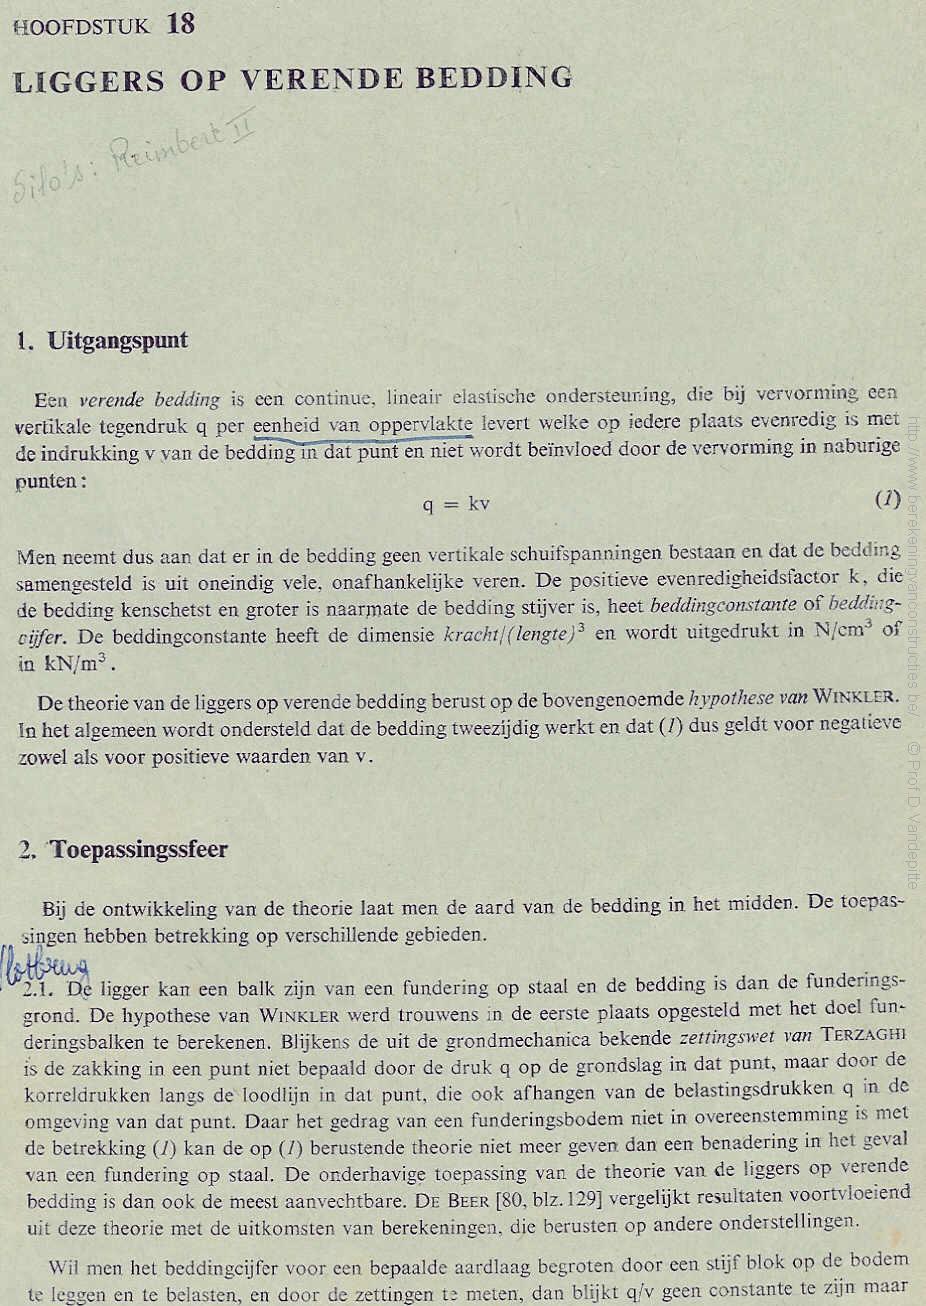 HOOFDSTUK 18
LIGGERS OP VERENDE BEDDING
Silo's: Reimbert II
1. Uitgangspunt
Een verende bedding is een continue, lineair elastische ondersteuning, die bij vervorming een
vertikale tegendruk q per eenheid van oppervlakte levert welke op iedere plaats evenredig is met
de indrukking v van de bedding in dat punt en niet wordt beïnvloed door de vervorming in naburige
punten:
q = kv (1)
Men neemt dus aan dat er in de bedding geen vertikale schuifspanningen bestaan en dat de bedding
samengesteld is uit oneindig vele, onafhankelijke veren. De positieve evenredigheidsfactor k, die
de bedding kenschetst en groter is naarmate de bedding stijver is, heet beddingconstante of bedding-
cijfer. De beddingconstante heeft de dimensie kracht/(lengte)³ en wordt uitgedrukt in N/cm³ of
in kN/m³.
De theorie van de liggers op verende bedding berust op de bovengenoemde hypothese van WINKLER.
In het algemeen wordt ondersteld dat de bedding tweezijdig werkt en dat (1) dus geldt voor negatieve
zowel als voor positieve waarden van v.
2. Toepassingssfeer
Bij de ontwikkeling van de theorie laat men de aard van de bedding in het midden. De toepas-
singen hebben betrekking op verschillende gebieden.
Vlotbrug
2.1. De ligger kan een balk zijn van een fundering op staal en de bedding is dan de funderings-
grond. De hypothese van WINKLER werd trouwens in de eerste plaats opgesteld met het doel fun-
deringsbalken te berekenen. Blijkens de uit de grondmechanica bekende zettingswet van TERZAGHI
is de zakking in een punt niet bepaald door de druk q op de grondslag in dat punt, maar door de
korreldrukken langs de loodlijn in dat punt, die ook afhangen van de belastingsdrukken q in de
omgeving van dat punt. Daar het gedrag van een funderingsbodem niet in overeenstemming is met
de betrekking (1) kan de op (1) berustende theorie niet meer geven dan een benadering in het geval
van een fundering op staal. De onderhavige toepassing van de theorie van de liggers op verende
bedding is dan ook de meest aanvechtbare. DE BEER [80, blz. 129] vergelijkt resultaten voortvloeiend
uit deze theorie met de uitkomsten van berekeningen, die berusten op andere onderstellingen.
Wil men het beddingcijfer voor een bepaalde aardlaag begroten door een stijf blok op de bodem
te leggen en te belasten, en door de zettingen te meten, dan blijkt q/v geen constante te zijn maar
http://www.berekeningvanconstructies.be/ © Prof.D.Vandepitte